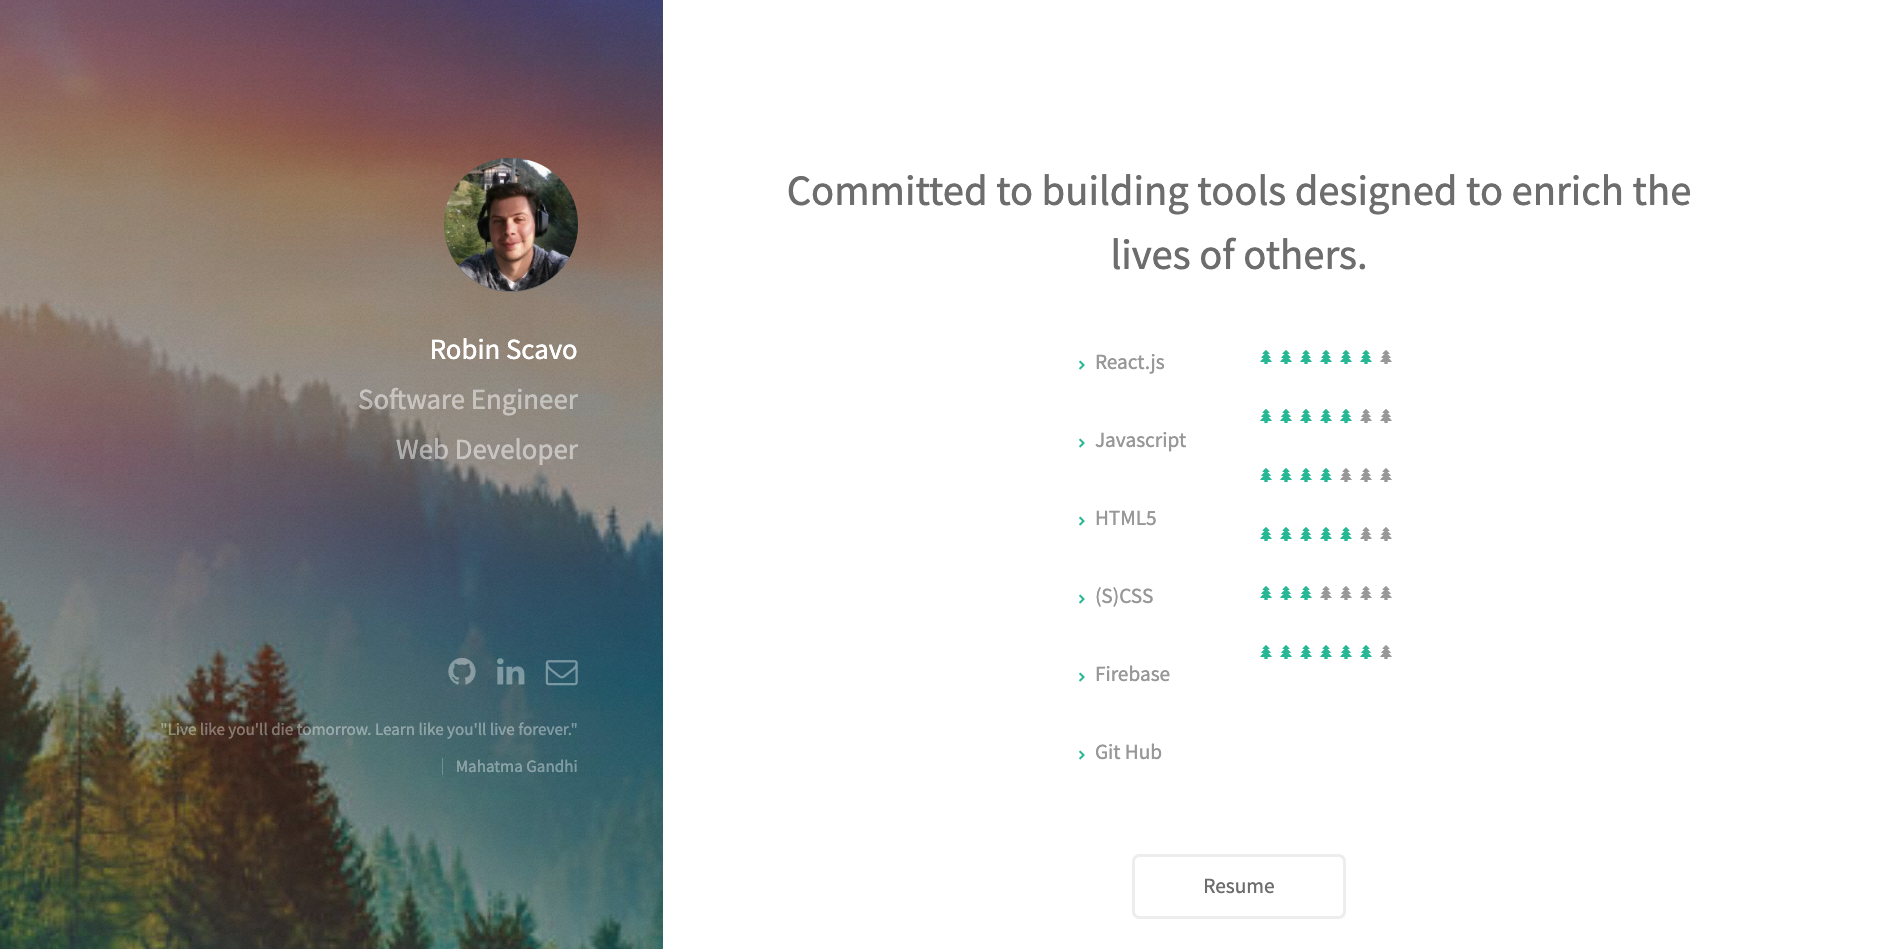 Robin Scavo
Software Engineer
Web Developer
"Live like you'll die tomorrow. Learn like you'll live forever."
Mahatma Gandhi
Committed to building tools designed to enrich the
lives of others.
React.js
Javascript
HTML5
(S)CSS
Firebase
Git Hub
Resume